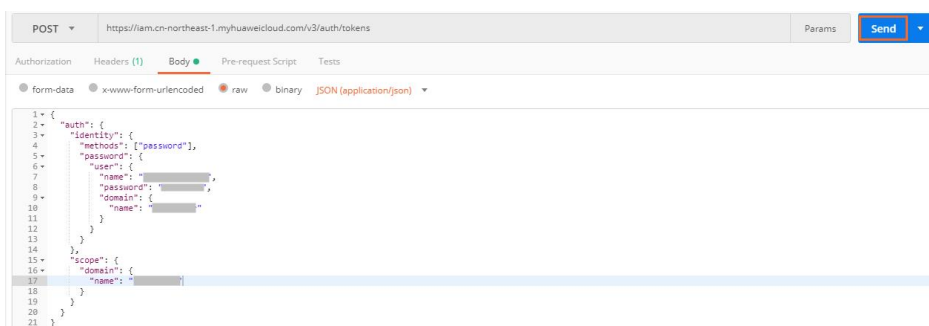 POST https://iam.cn-northeast-1.myhuaweicloud.com/v3/auth/tokens Params Send
Authorization Headers (1) Body Pre-request Script Tests
form-data x-www-form-urlencoded raw binary JSON (application/json)
1 {
2 "auth": {
3 "identity": {
4 "methods": ["password"],
5 "password": {
6 "user": {
7 "name": " ",
8 "password": " ",
9 "domain": {
10 "name": " "
11 }
12 }
13 }
14 },
15 "scope": {
16 "domain": {
17 "name": " "
18 }
19 }
20 }
21 }